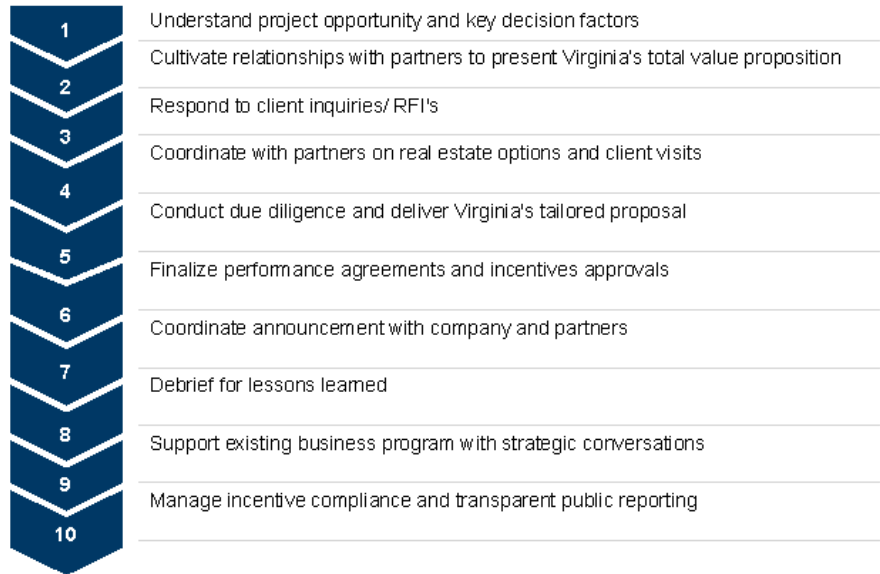 1
Understand project opportunity and key decision factors
Cultivate relationships with partners to present Virginia's total value proposition
2
Respond to client inquiries/ RFI's
3
Coordinate with partners on real estate options and client visits
4
Conduct due diligence and deliver Virginia's tailored proposal
5
Finalize performance agreements and incentives approvals
6
Coordinate announcement with company and partners
7
Debrief for lessons learned
8
Support existing business program with strategic conversations
9
Manage incentive compliance and transparent public reporting
10